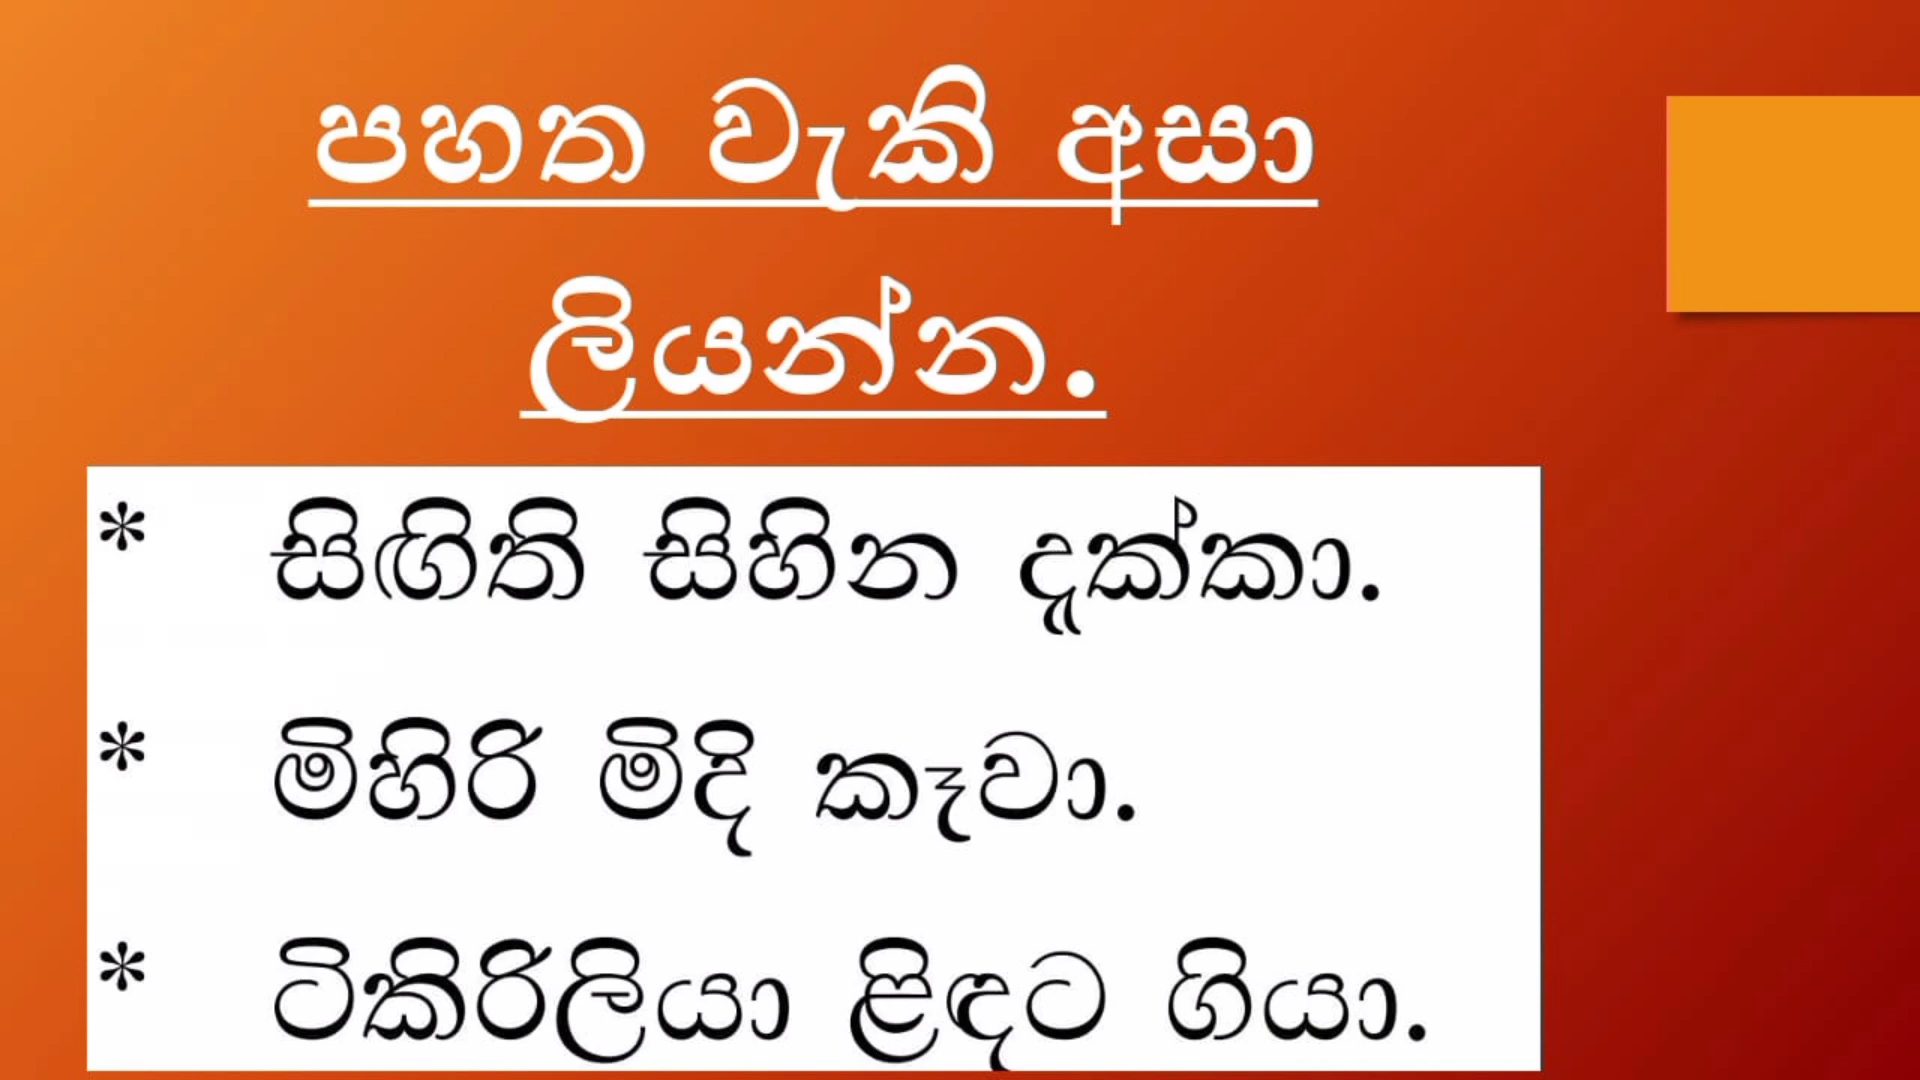 පහත වැකි අසා
ලියන්න.
* සිඟිති සිහින දැක්කා.
* මිහිරි මිදි කෑවා.
* ටිකිරිලියා ළිඳට ගියා.